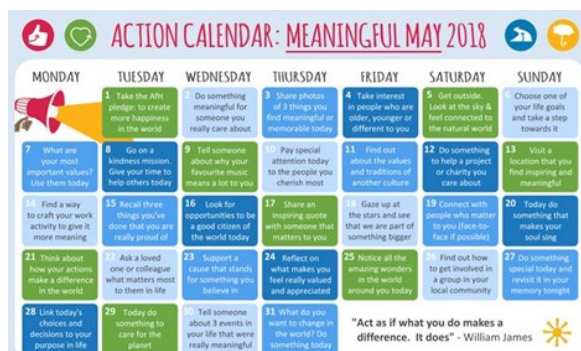 ACTION CALENDAR: MEANINGFUL MAY 2018
MONDAY TUESDAY WEDNESDAY THURSDAY FRIDAY SATURDAY SUNDAY
1 Take the AfH
pledge: to create
more happiness
in the world
2 Do something
meaningful for
someone you
really care about
3 Share photos
of 3 things you
find meaningful or
memorable today
4 Take interest
in people who are
older, younger or
different to you
5 Get outside.
Look at the sky &
feel connected to
the natural world
6 Choose one of
your life goals
and take a step
towards it
7 What are
your most
important values?
Use them today
8 Go on a
kindness mission.
Give your time to
help others today
9 Tell someone
about why your
favourite music
means a lot to you
10 Pay special
attention today
to the people you
cherish most
11 Find out
about the values
and traditions of
another culture
12 Do something
to help a project
or charity you
care about
13 Visit a
location that you
find inspiring and
meaningful
14 Find a way
to craft your work
activity to give it
more meaning
15 Recall three
things you've
done that you are
really proud of
16 Look for
opportunities to be
a good citizen of
the world today
17 Share an
inspiring quote
with someone that
matters to you
18 Gaze up at
the stars and see
that we are part of
something bigger
19 Connect with
people who matter
to you (face-to-
face if possible)
20 Today do
something that
makes your
soul sing
21 Think about
how your actions
make a difference
in the world
22 Ask a loved
one or colleague
what matters most
to them in life
23 Support a
cause that stands
for something you
believe in
24 Reflect on
what makes you
feel really valued
and appreciated
25 Notice all the
amazing wonders
in the world
around you today
26 Find out how
to get involved in
a group in your
local community
27 Do something
special today and
revisit it in your
memory tonight
28 Link today's
choices and
decisions to your
purpose in life
29 Today do
something to
care for the
planet
30 Tell someone
about 3 events in
your life that were
really meaningful
31 What do you
want to change in
the world? Do
something today
"Act as if what you do makes a
difference. It does" - William James